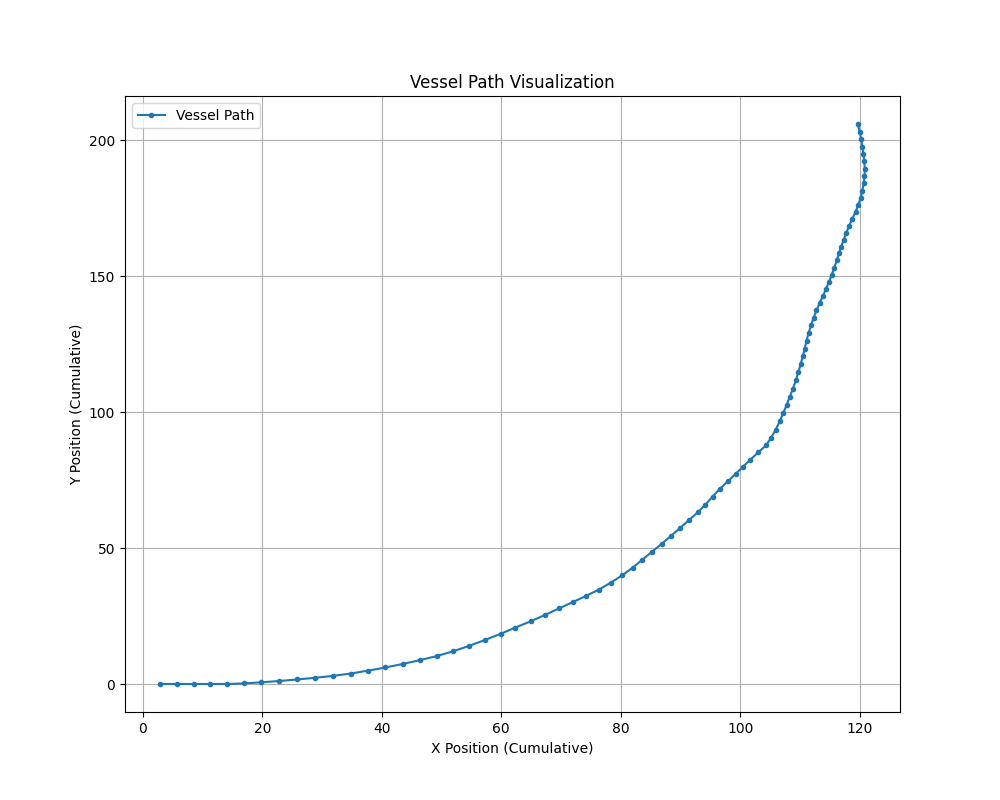 Vessel Path Visualization
Vessel Path
Y Position (Cumulative)
200
150
100
50
0
0 20 40 60 80 100 120
X Position (Cumulative)